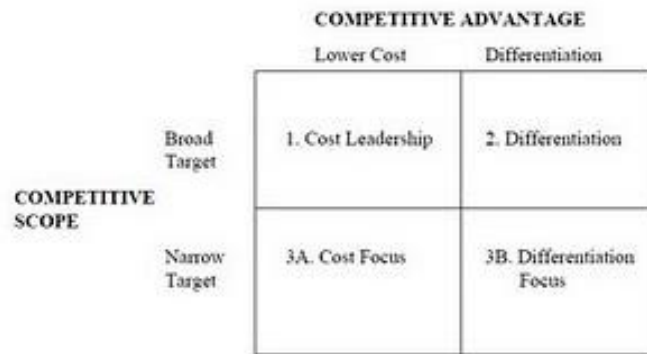 COMPETITIVE ADVANTAGE
Lower Cost Differentiation
Broad Target
1. Cost Leadership
2. Differentiation
COMPETITIVE
SCOPE
Narrow
Target
3A. Cost Focus
3B. Differentiation
Focus